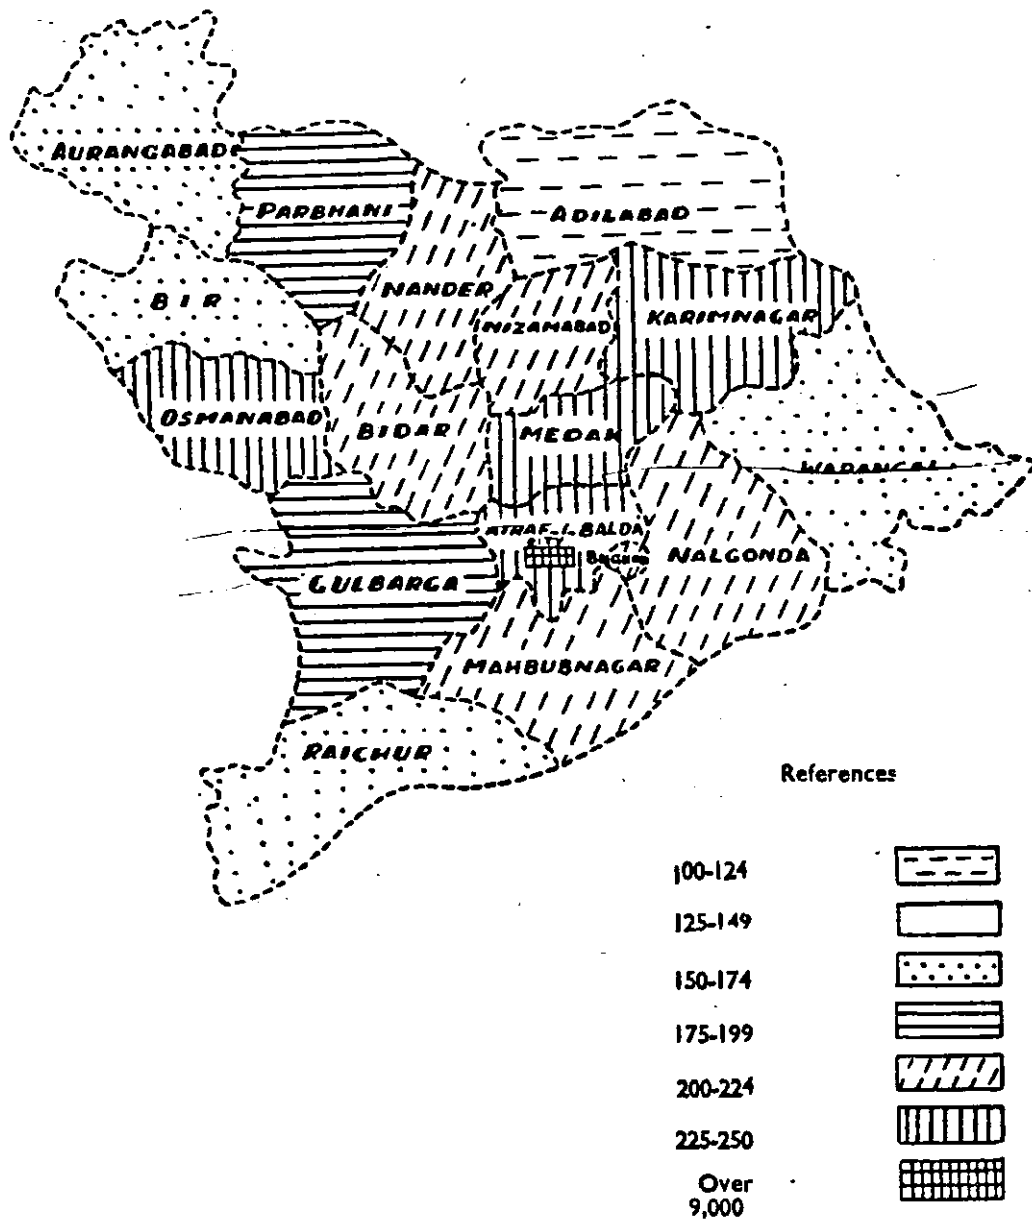 AURANGABAD
PARBHANI
ADILABAD
BIR
NANDER
NIZAMABAD
KARIMNAGAR
OSMANABAD
BIDAR
MEDAK
WARANGAL
ATRAF-I-BALDA
GULBARGA
NALGONDA
MAHBUBNAGAR
RAICHUR
References
100-124
125-149
150-174
175-199
200-224
225-250
Over
9,000